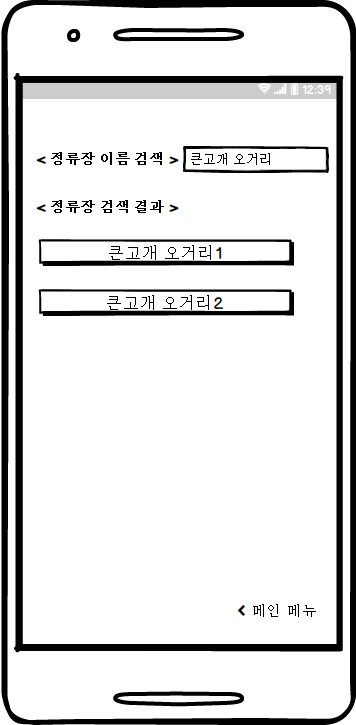 12:39
< 정류장 이름 검색 > 큰고개 오거리
< 정류장 검색 결과 >
큰고개 오거리1
큰고개 오거리2
< 메인 메뉴